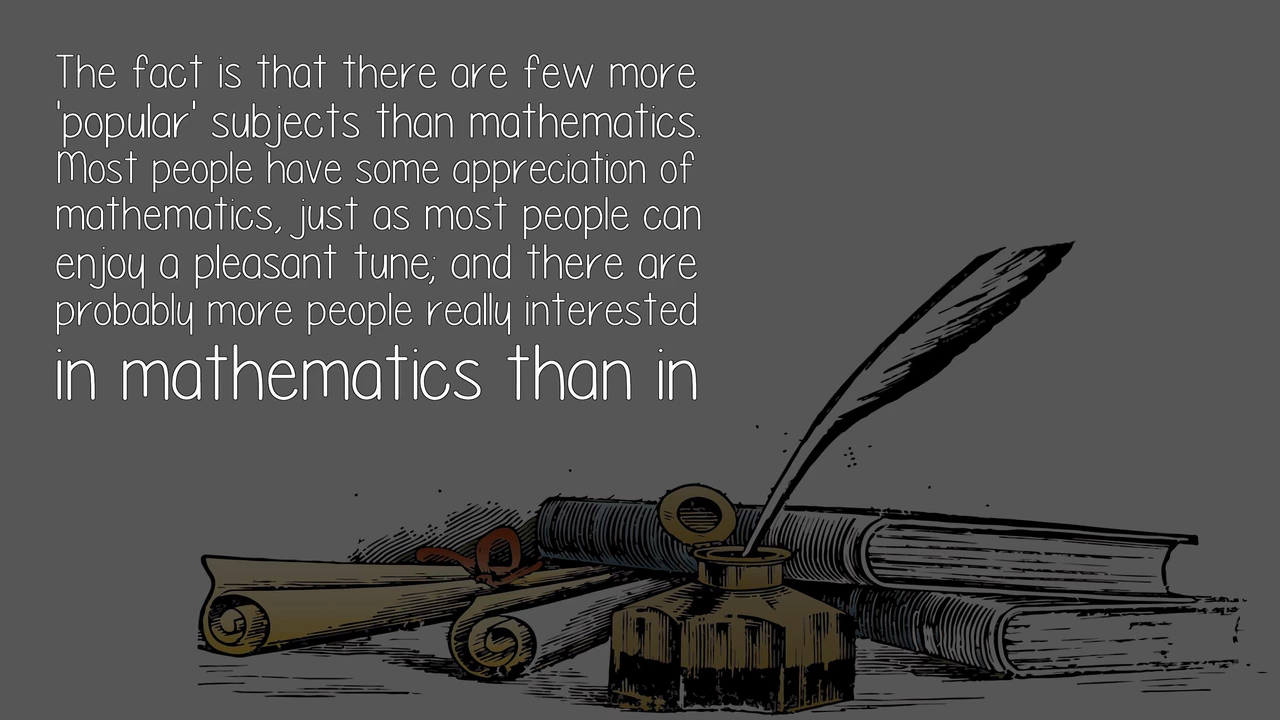 The fact is that there are few more
'popular' subjects than mathematics.
Most people have some appreciation of
mathematics, just as most people can
enjoy a pleasant tune; and there are
probably more people really interested
in mathematics than in